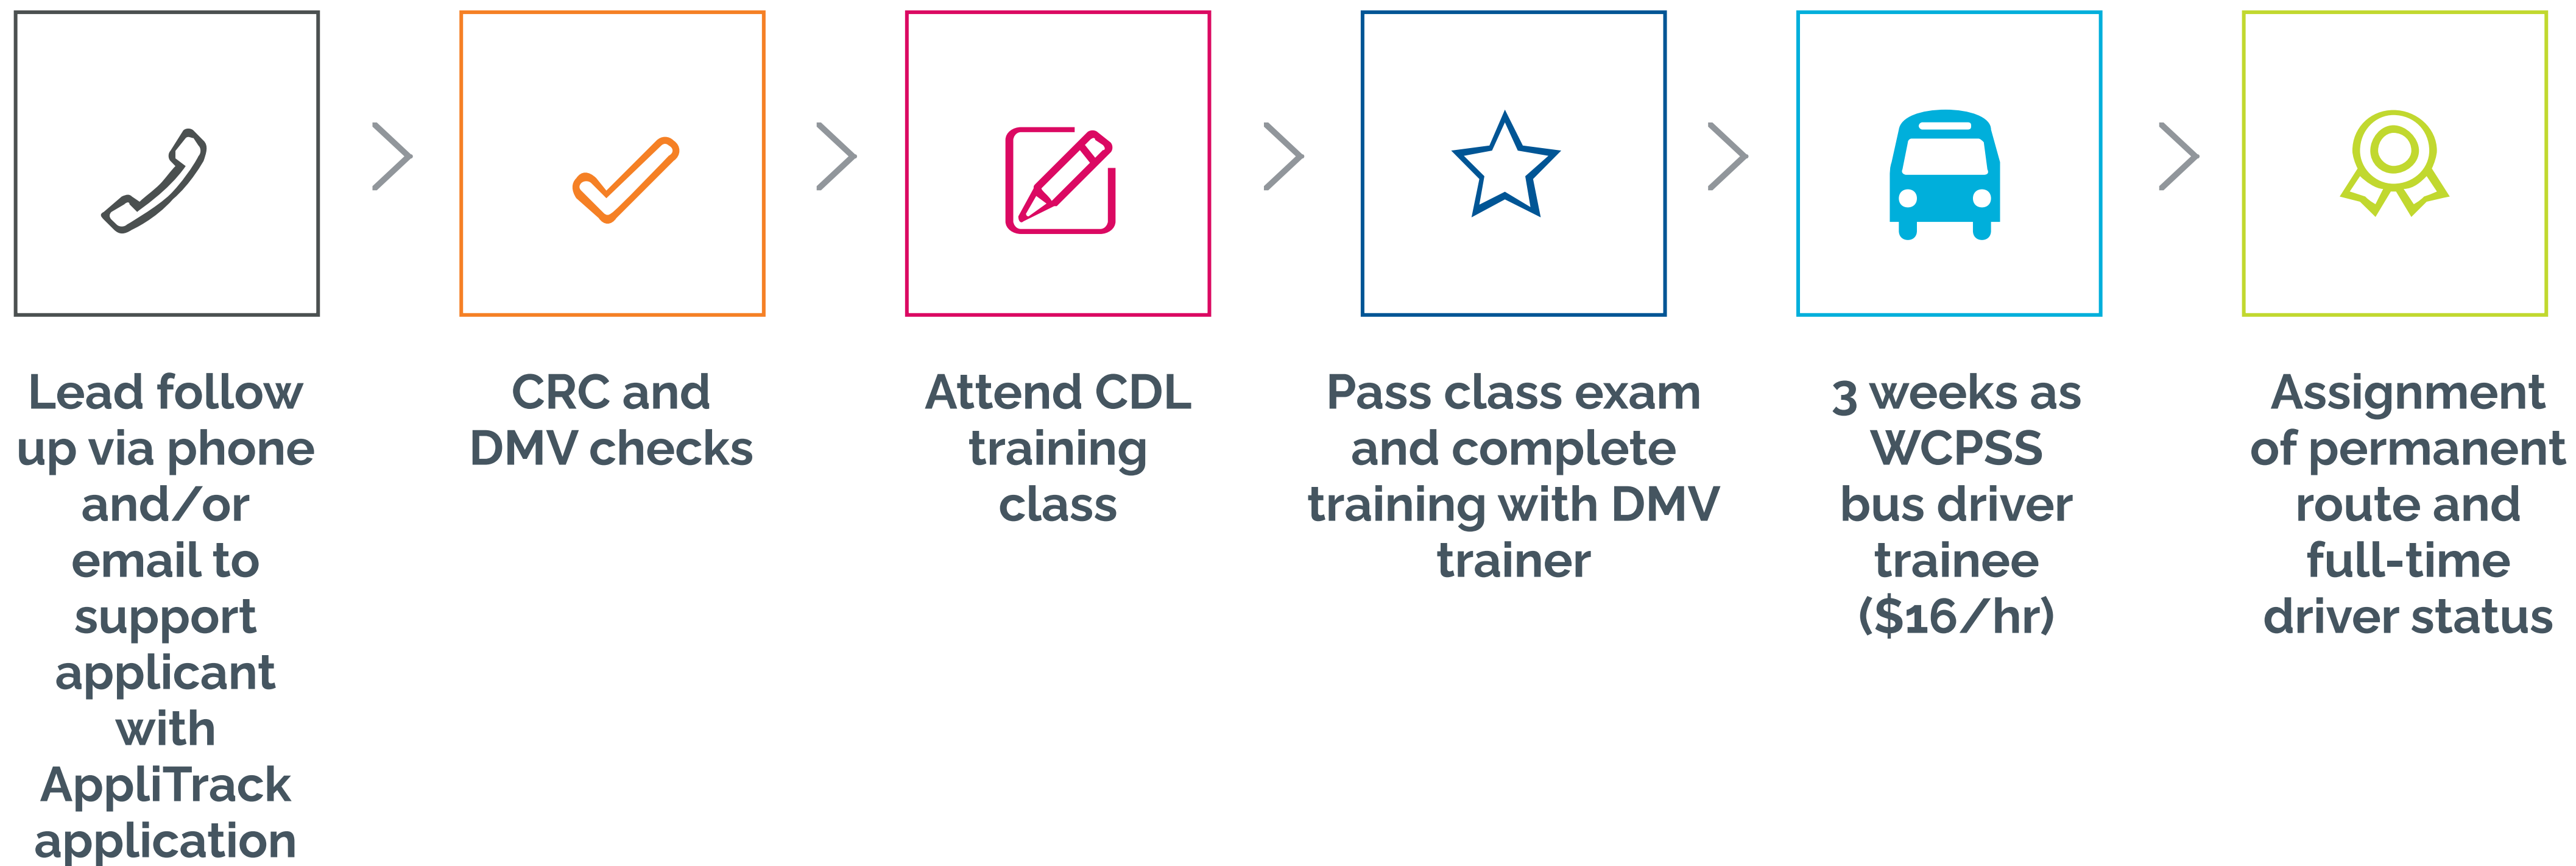 Lead follow
up via phone
and/or
email to
support
applicant
with
AppliTrack
application
CRC and
DMV checks
Attend CDL
training
class
Pass class exam
and complete
training with DMV
trainer
3 weeks as
WCPSS
bus driver
trainee
($16/hr)
Assignment
of permanent
route and
full-time
driver status